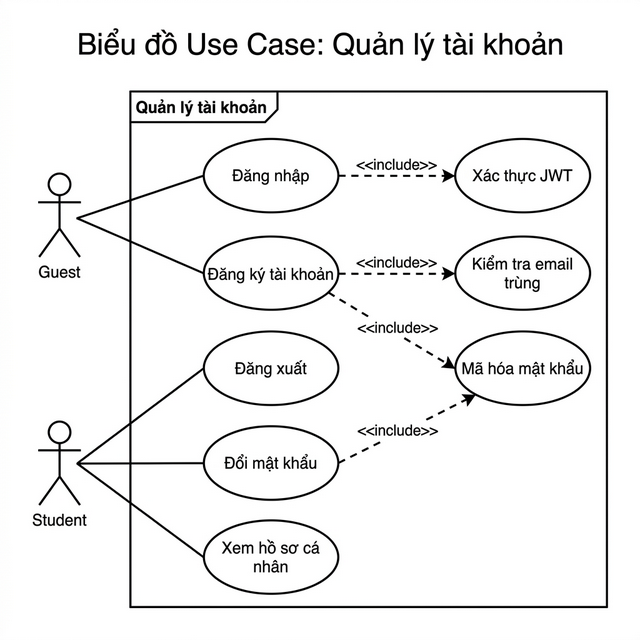 Biểu đồ Use Case: Quản lý tài khoản
Quản lý tài khoản
Đăng nhập
<<include>>
Xác thực JWT
Guest
Đăng ký tài khoản
<<include>>
Kiểm tra email
trùng
<<include>>
Đăng xuất
Mã hóa mật khẩu
<<include>>
Đổi mật khẩu
Student
Xem hồ sơ cá
nhân